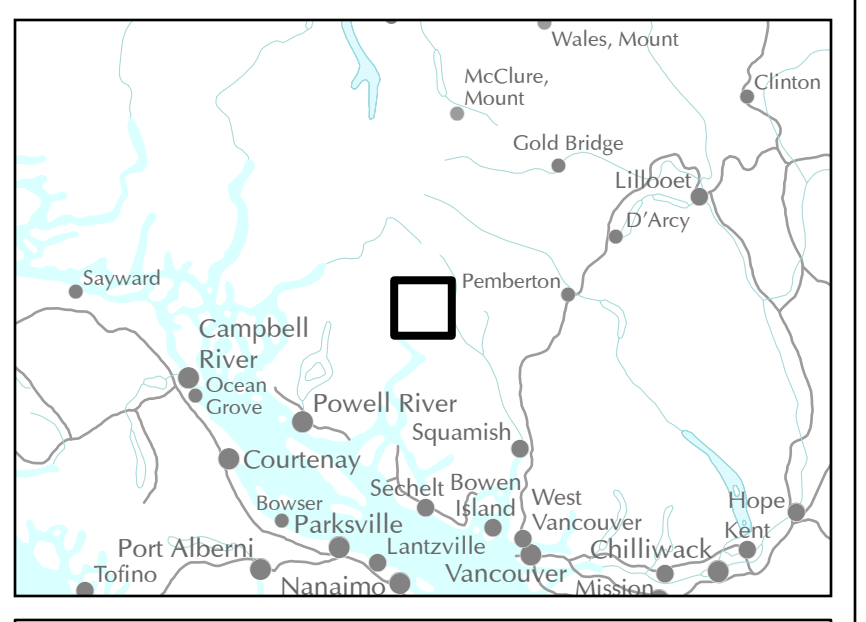 Wales, Mount
McClure,
Mount
Clinton
Gold Bridge
Lillooet
D'Arcy
Sayward
Pemberton
Campbell
River
Ocean
Grove
Powell River
Squamish
Courtenay
Sechelt
Bowen
Island
West
Vancouver
Hope
Bowser
Parksville
Kent
Port Alberni
Lantzville
Chilliwack
Tofino
Nanaimo
Vancouver
Mission